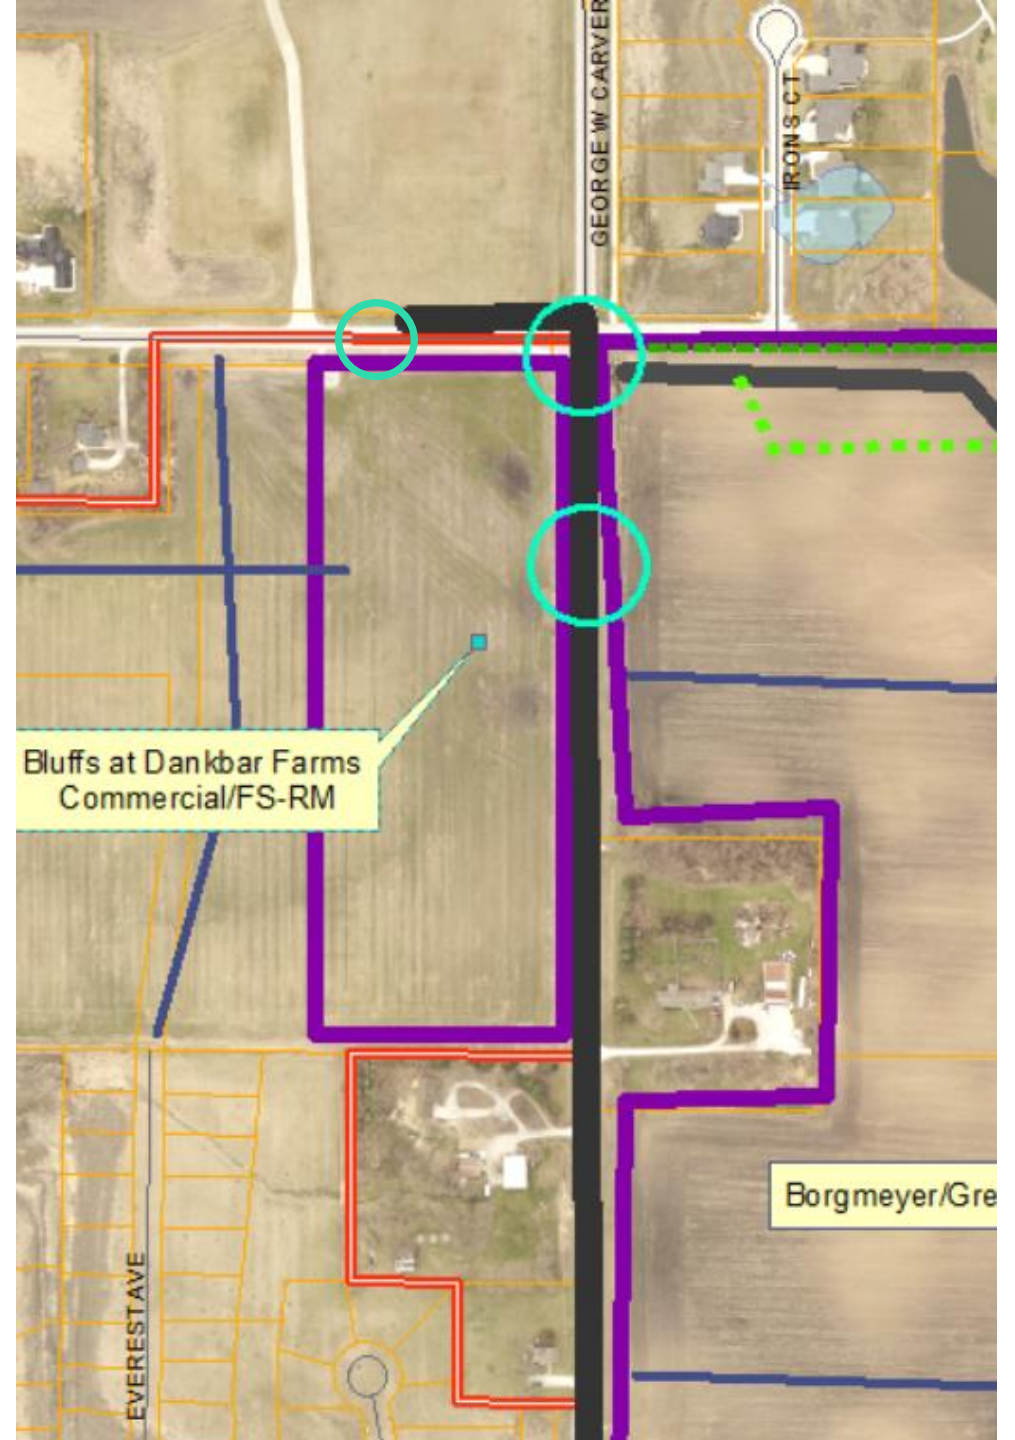 GEORGE W CARVER
IRONS CT
Bluffs at Dankbar Farms
Commercial/FS-RM
Borgmeyer/Gre
EVEREST AVE